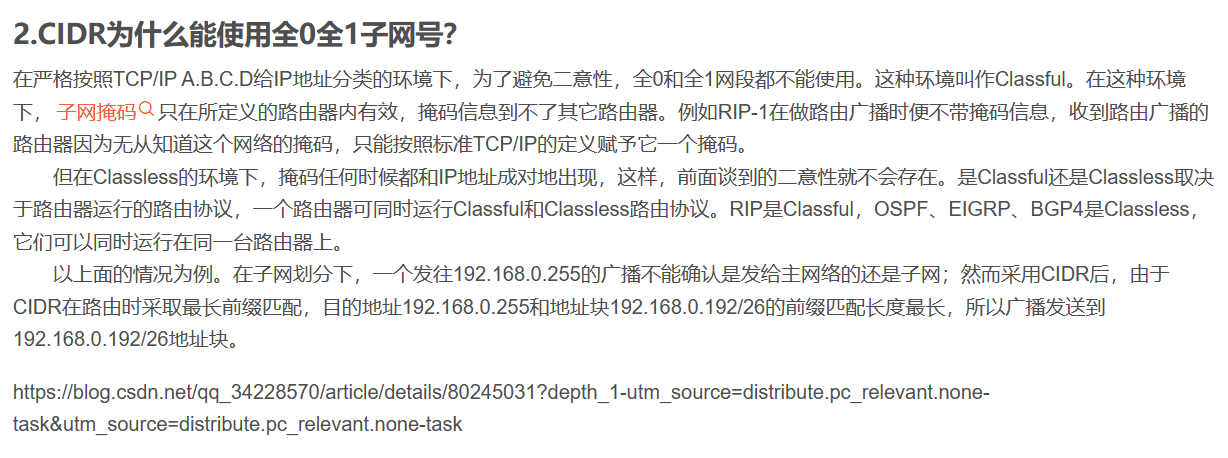 2.CIDR为什么能使用全0全1子网号？
在严格按照TCP/IP A.B.C.D给IP地址分类的环境下，为了避免二意性，全0和全1网段都不能使用。这种环境叫作Classful。在这种环境
下， 子网掩码 只在所定义的路由器内有效，掩码信息到不了其它路由器。例如RIP-1在做路由广播时便不带掩码信息，收到路由广播的
路由器因为无从知道这个网络的掩码，只能按照标准TCP/IP的定义赋予它一个掩码。
但在Classless的环境下，掩码任何时候都和IP地址成对地出现，这样，前面谈到的二意性就不会存在。是Classful还是Classless取决
于路由器运行的路由协议，一个路由器可同时运行Classful和Classless路由协议。RIP是Classful，OSPF、EIGRP、BGP4是Classless，
它们可以同时运行在同一台路由器上。
以上面的情况为例。在子网划分下，一个发往192.168.0.255的广播不能确认是发给主网络的还是子网；然而采用CIDR后，由于
CIDR在路由时采取最长前缀匹配，目的地址192.168.0.255和地址块192.168.0.192/26的前缀匹配长度最长，所以广播发送到
192.168.0.192/26地址块。
https://blog.csdn.net/qq_34228570/article/details/80245031?depth_1-utm_source=distribute.pc_relevant.none-
task&utm_source=distribute.pc_relevant.none-task